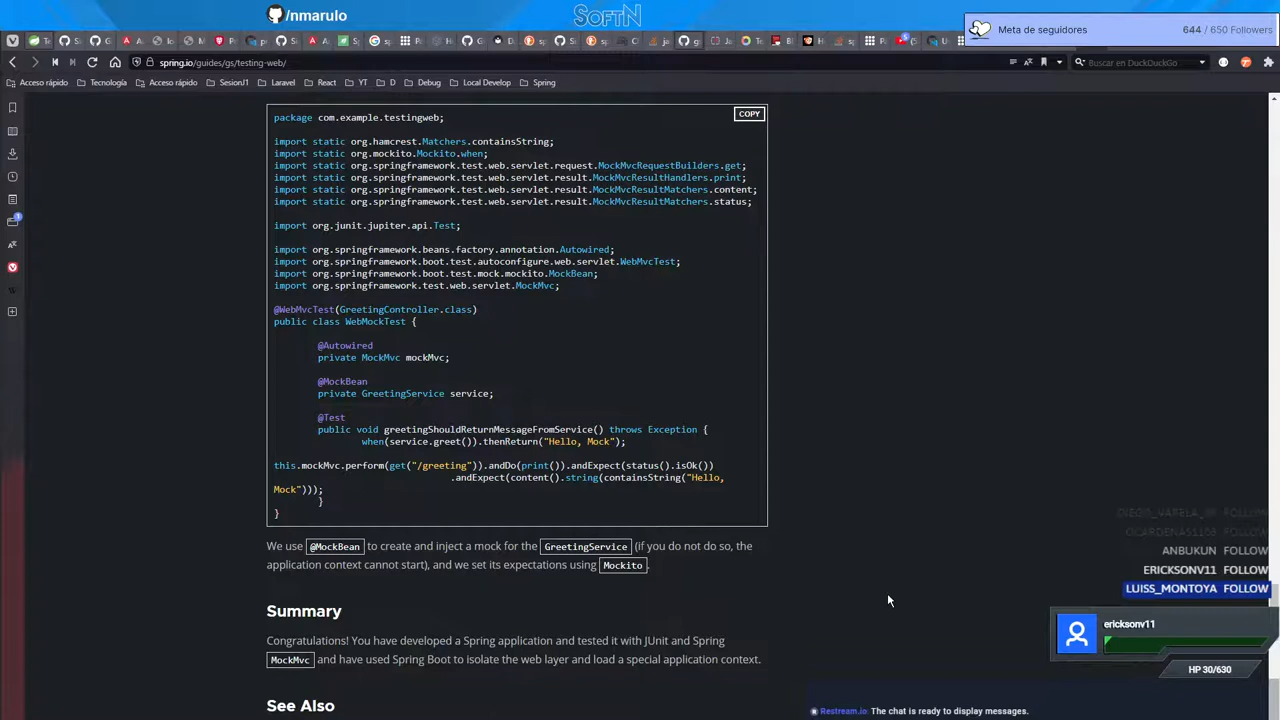 /nmarulo
SOFTN
Meta de seguidores
644 / 650 Followers
spring.io/guides/gs/testing-web/
Buscar en DuckDuckGo
Acceso rápido
Tecnología
Acceso rápido
Sesion J1
Laravel
React
YT
D
Debug
Local Develop
Spring
COPY
package com.example.testingweb;
import static org.hamcrest.Matchers.containsString;
import static org.mockito.Mockito.when;
import static org.springframework.test.web.servlet.request.MockMvcRequestBuilders.get;
import static org.springframework.test.web.servlet.result.MockMvcResultHandlers.print;
import static org.springframework.test.web.servlet.result.MockMvcResultMatchers.content;
import static org.springframework.test.web.servlet.result.MockMvcResultMatchers.status;
import org.junit.jupiter.api.Test;
import org.springframework.beans.factory.annotation.Autowired;
import org.springframework.boot.test.autoconfigure.web.servlet.WebMvcTest;
import org.springframework.boot.test.mock.mockito.MockBean;
import org.springframework.test.web.servlet.MockMvc;
@WebMvcTest(GreetingController.class)
public class WebMockTest {
@Autowired
private MockMvc mockMvc;
@MockBean
private GreetingService service;
@Test
public void greetingShouldReturnMessageFromService() throws Exception {
when(service.greet()).thenReturn("Hello, Mock");
this.mockMvc.perform(get("/greeting")).andDo(print()).andExpect(status().isOk())
.andExpect(content().string(containsString("Hello,
Mock")));
}
}
We use @MockBean to create and inject a mock for the GreetingService (if you do not do so, the
application context cannot start), and we set its expectations using Mockito.
Summary
Congratulations! You have developed a Spring application and tested it with JUnit and Spring
MockMvc and have used Spring Boot to isolate the web layer and load a special application context.
See Also
OCARDENAS1105 FOLLOW
ANBUKUN FOLLOW
ERICKSONV11 FOLLOW
LUISS_MONTOYA FOLLOW
ericksonv11
HP 30/630
Restream.io The chat is ready to display messages.